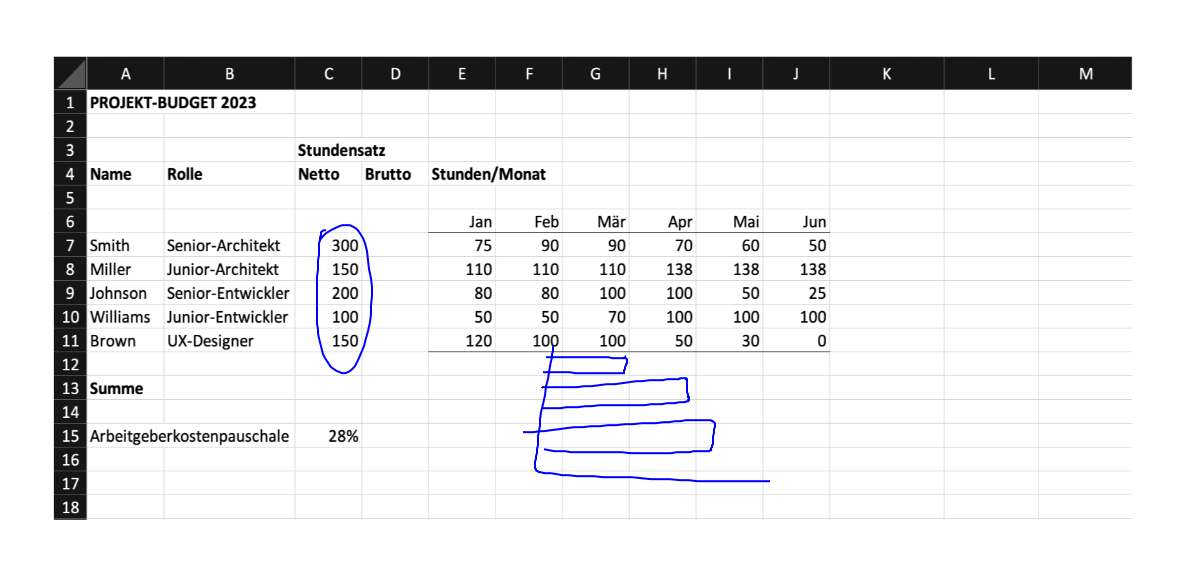 A B C D E F G H I J K L M
1 PROJEKT-BUDGET 2023
2
3 Stundensatz
4 Name Rolle Netto Brutto Stunden/Monat
5
6 Jan Feb Mär Apr Mai Jun
7 Smith Senior-Architekt 300 75 90 90 70 60 50
8 Miller Junior-Architekt 150 110 110 110 138 138 138
9 Johnson Senior-Entwickler 200 80 80 100 100 50 25
10 Williams Junior-Entwickler 100 50 50 70 100 100 100
11 Brown UX-Designer 150 120 100 100 50 30 0
12
13 Summe
14
15 Arbeitgeberkostenpauschale 28%
16
17
18